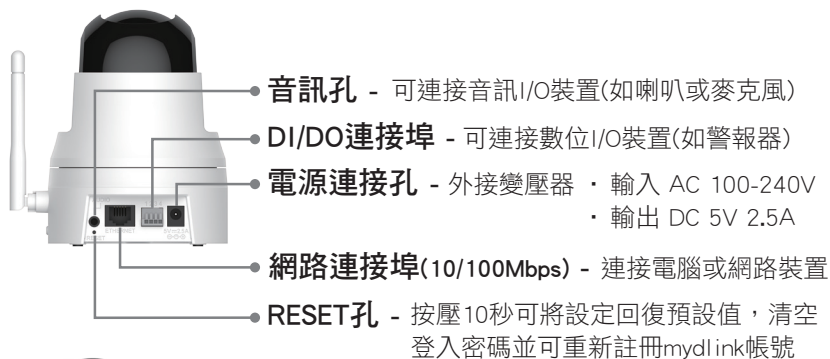 音訊孔 - 可連接音訊I/O裝置(如喇叭或麥克風)
DI/DO連接埠 - 可連接數位I/O裝置(如警報器)
電源連接孔 - 外接變壓器 · 輸入 AC 100-240V
· 輸出 DC 5V 2.5A
ETHERNET
RESET
網路連接埠(10/100Mbps) - 連接電腦或網路裝置
RESET孔 - 按壓10秒可將設定回復預設值，清空
登入密碼並可重新註冊mydlink帳號